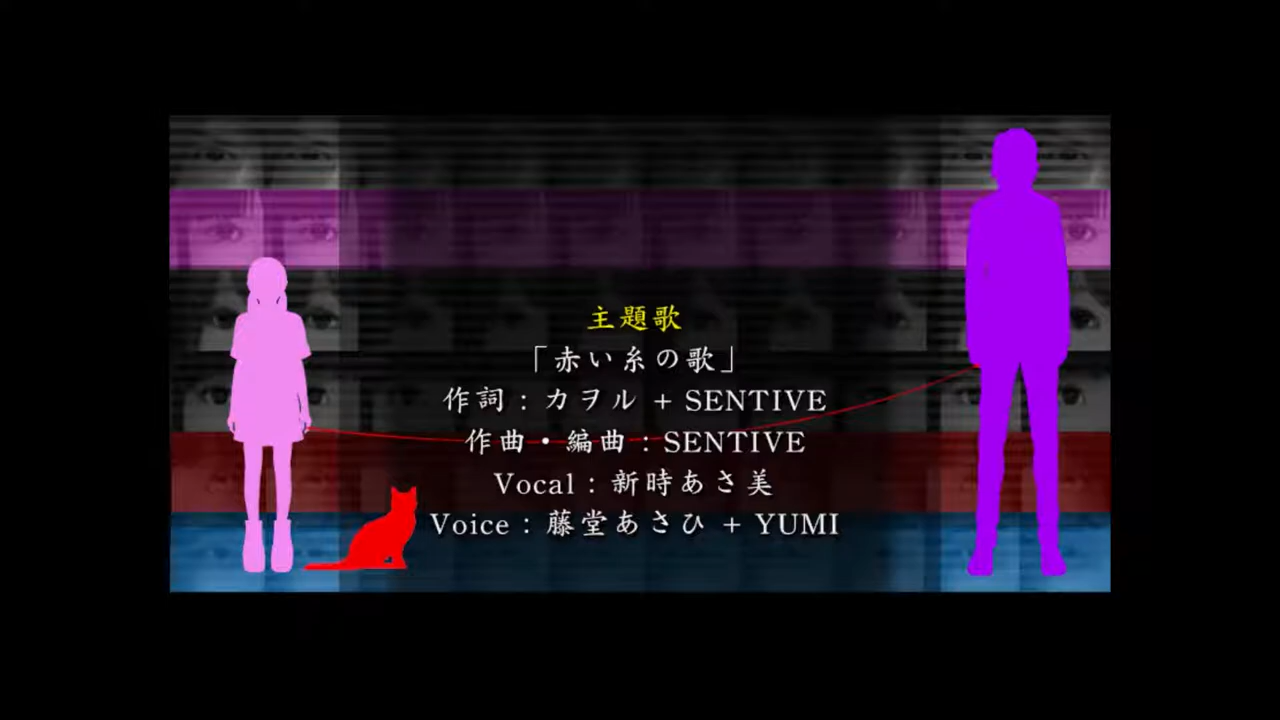 主題歌
「赤い糸の歌」
作詞：カヲル + SENTIVE
作曲・編曲：SENTIVE
Vocal：新時あさ美
Voice：藤堂あさひ + YUMI